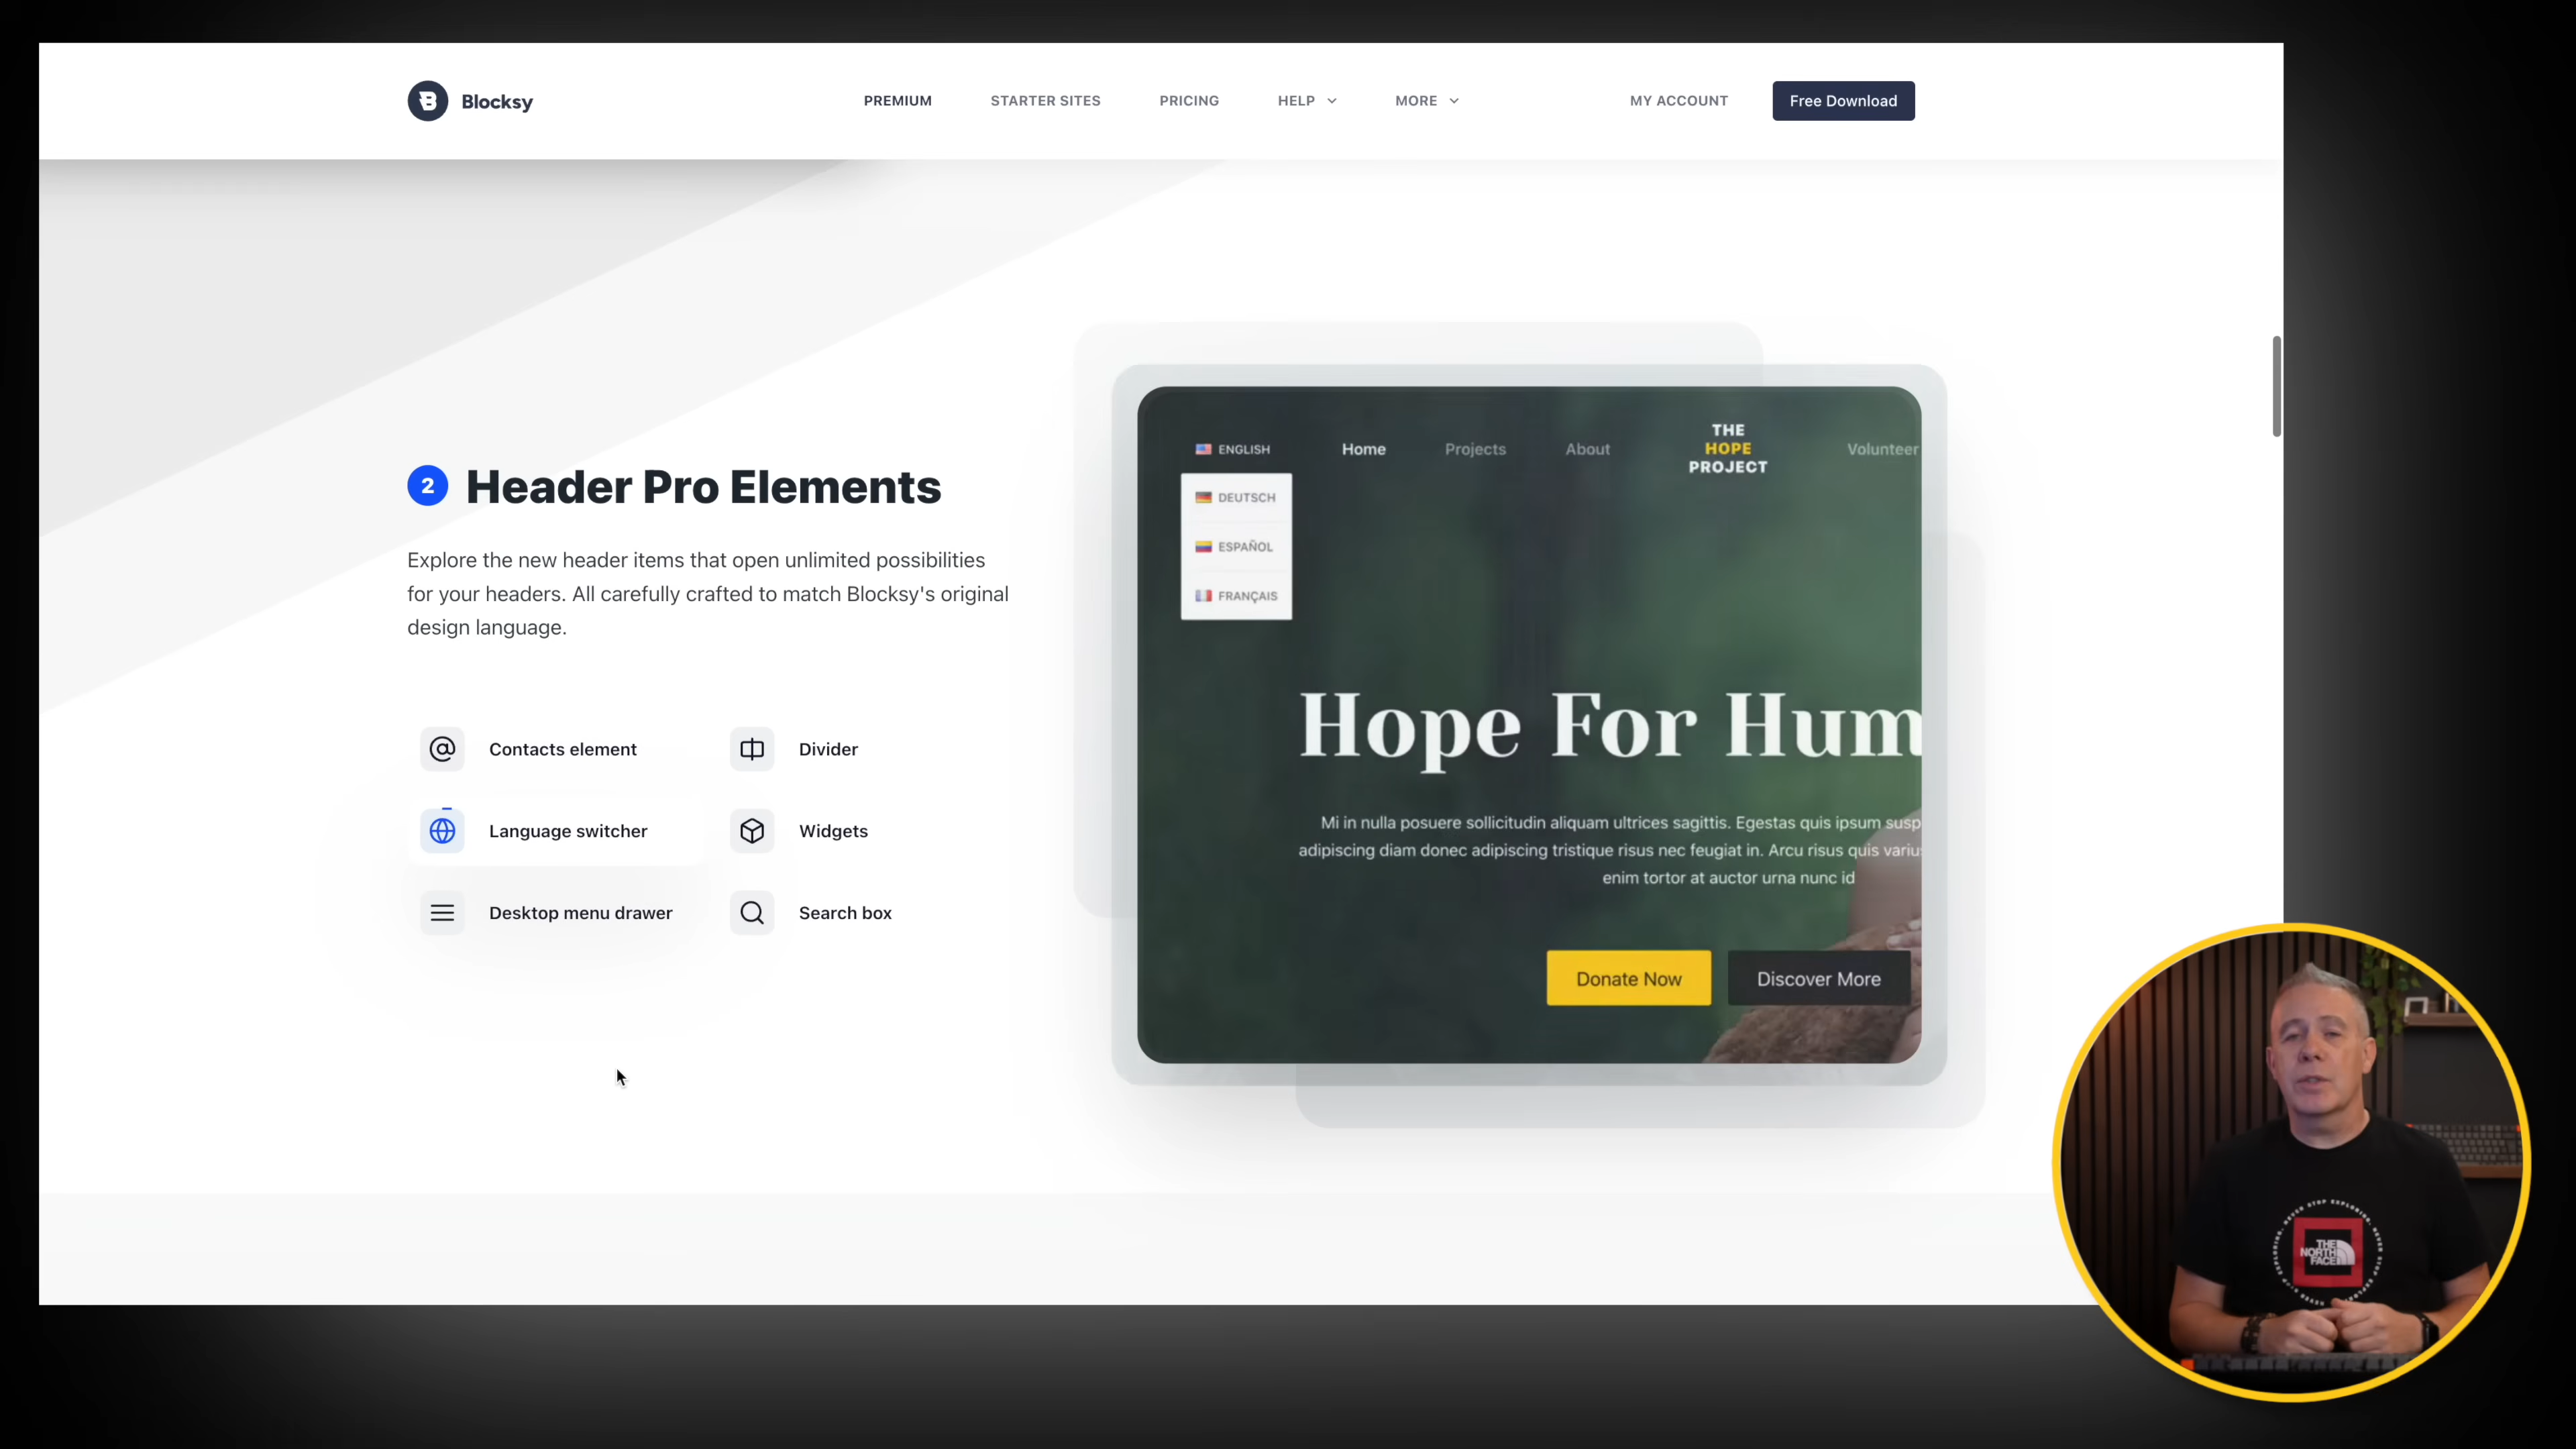 Blocksy
PREMIUM
STARTER SITES
PRICING
HELP
MORE
MY ACCOUNT
Free Download
2 Header Pro Elements
Explore the new header items that open unlimited possibilities
for your headers. All carefully crafted to match Blocksy's original
design language.
Contacts element
Divider
Language switcher
Widgets
Desktop menu drawer
Search box
ENGLISH
Home
Projects
About
THE
HOPE
PROJECT
Volunteer
DEUTSCH
ESPAÑOL
FRANÇAIS
Hope For Hum
Mi in nulla posuere sollicitudin aliquam ultrices sagittis. Egestas quis ipsum susp
adipiscing diam donec adipiscing tristique risus nec feugiat in. Arcu risus quis variu
enim tortor at auctor urna nunc id
Donate Now
Discover More
THE
NORTH
FACE